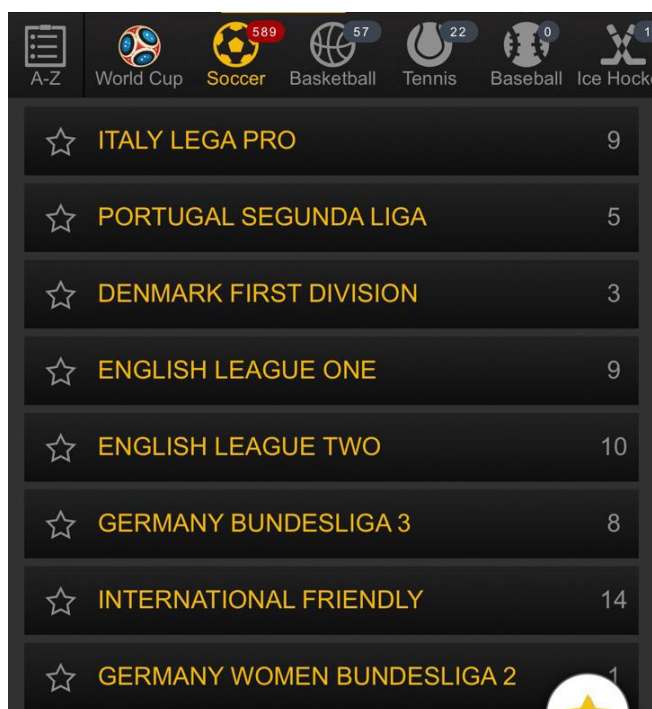 589 57 22 0 1
A-Z World Cup Soccer Basketball Tennis Baseball Ice Hock
ITALY LEGA PRO 9
PORTUGAL SEGUNDA LIGA 5
DENMARK FIRST DIVISION 3
ENGLISH LEAGUE ONE 9
ENGLISH LEAGUE TWO 10
GERMANY BUNDESLIGA 3 8
INTERNATIONAL FRIENDLY 14
GERMANY WOMEN BUNDESLIGA 2 1